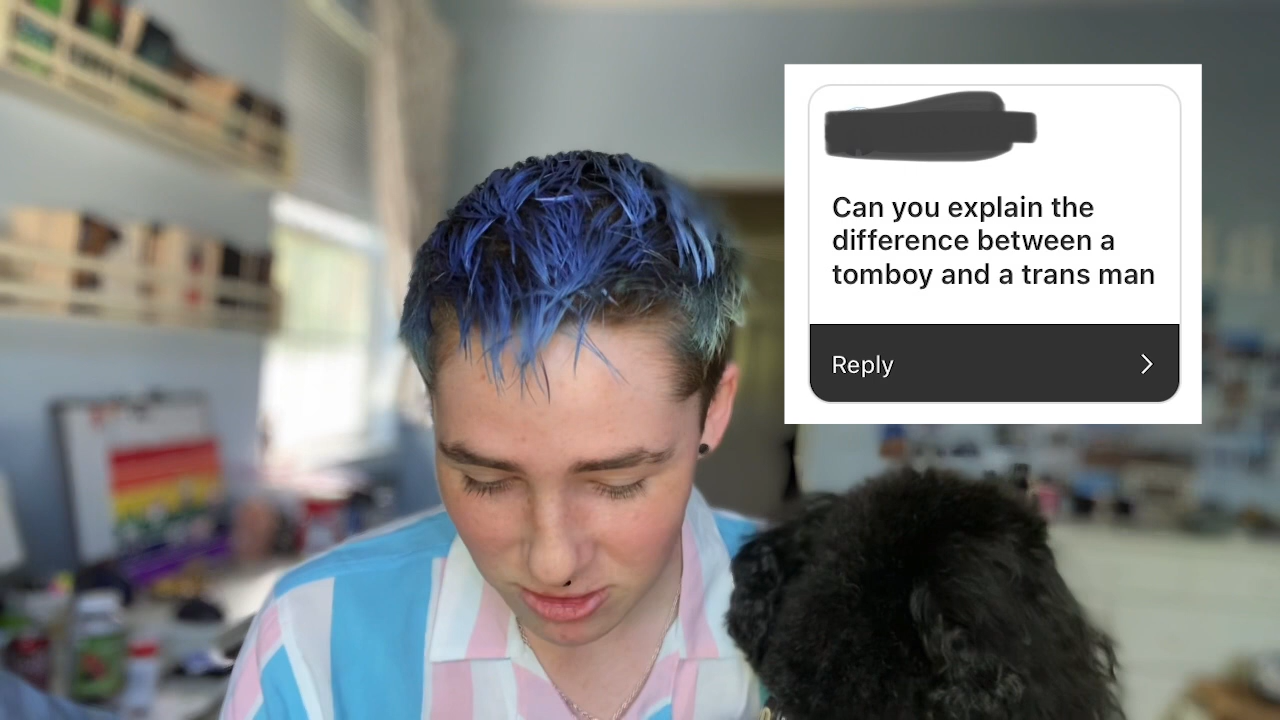 Can you explain the
difference between a
tomboy and a trans man
Reply